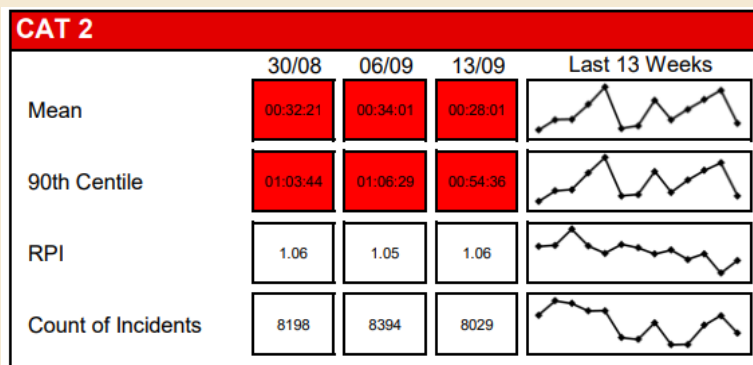 CAT 2
30/08 06/09 13/09 Last 13 Weeks
Mean 00:32:21 00:34:01 00:28:01
90th Centile 01:03:44 01:06:29 00:54:36
RPI 1.06 1.05 1.06
Count of Incidents 8198 8394 8029